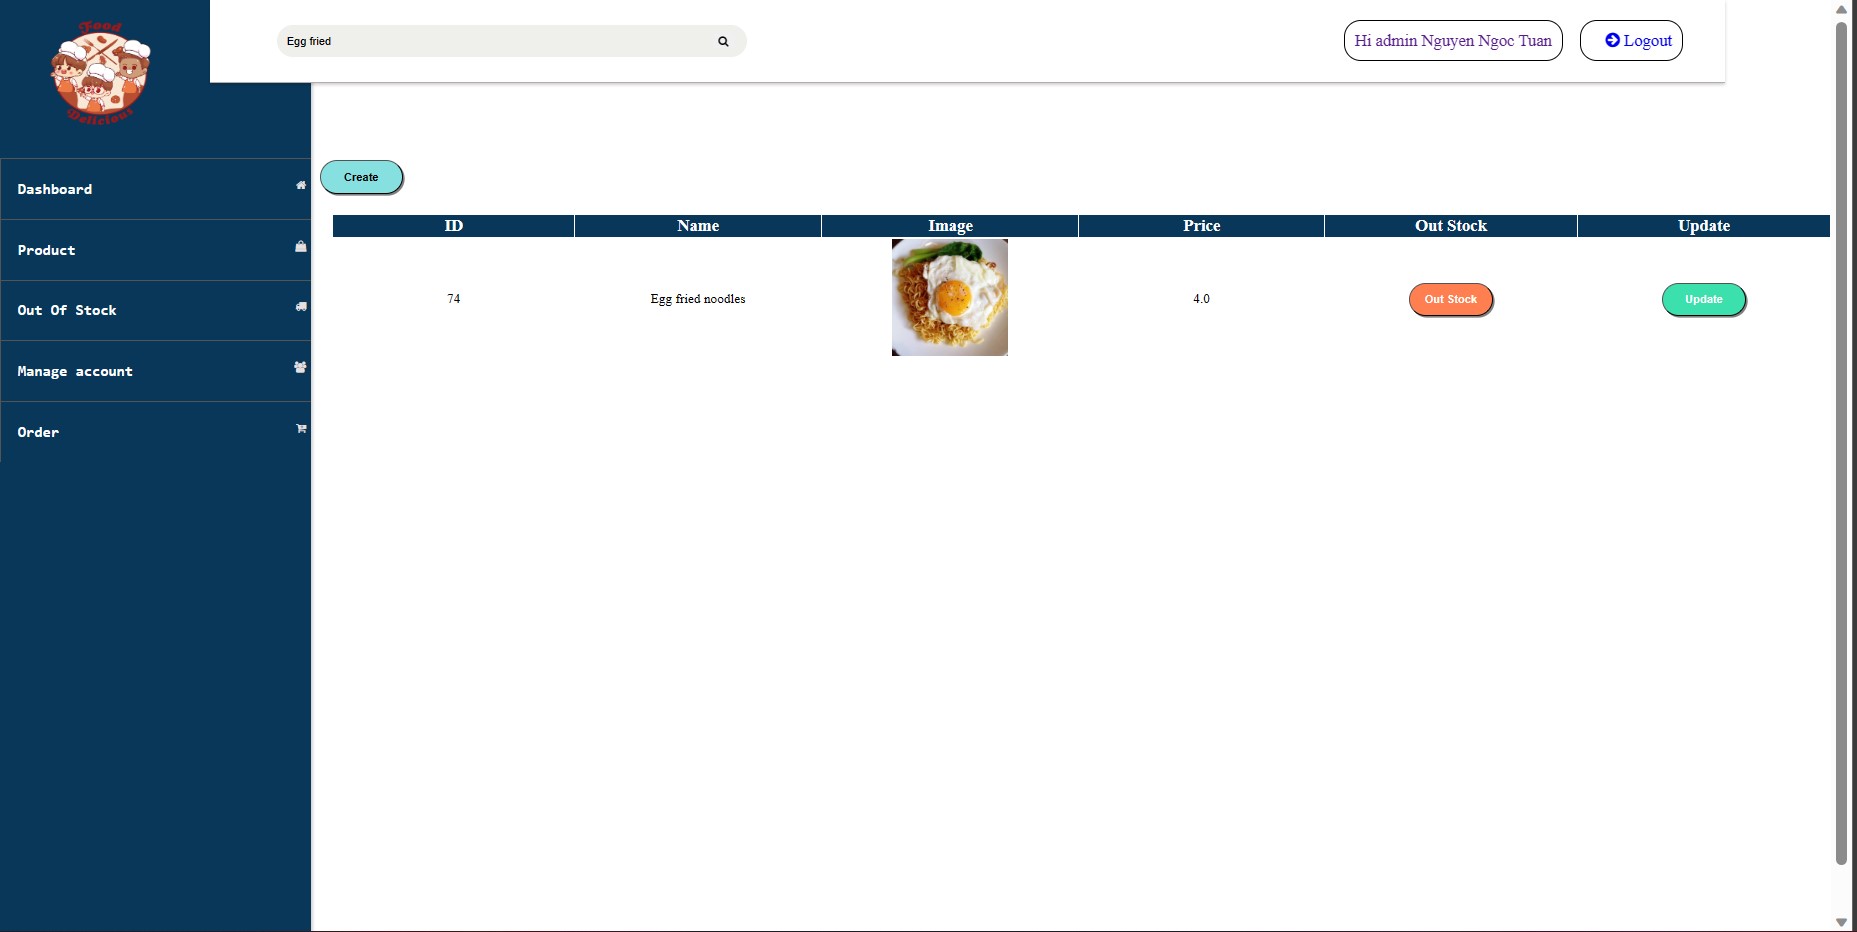 Food
Delicious
Egg fried
Hi admin Nguyen Ngoc Tuan
Logout
Dashboard
Product
Out Of Stock
Manage account
Order
Create
ID Name Image Price Out Stock Update
74 Egg fried noodles 4.0 Out Stock Update